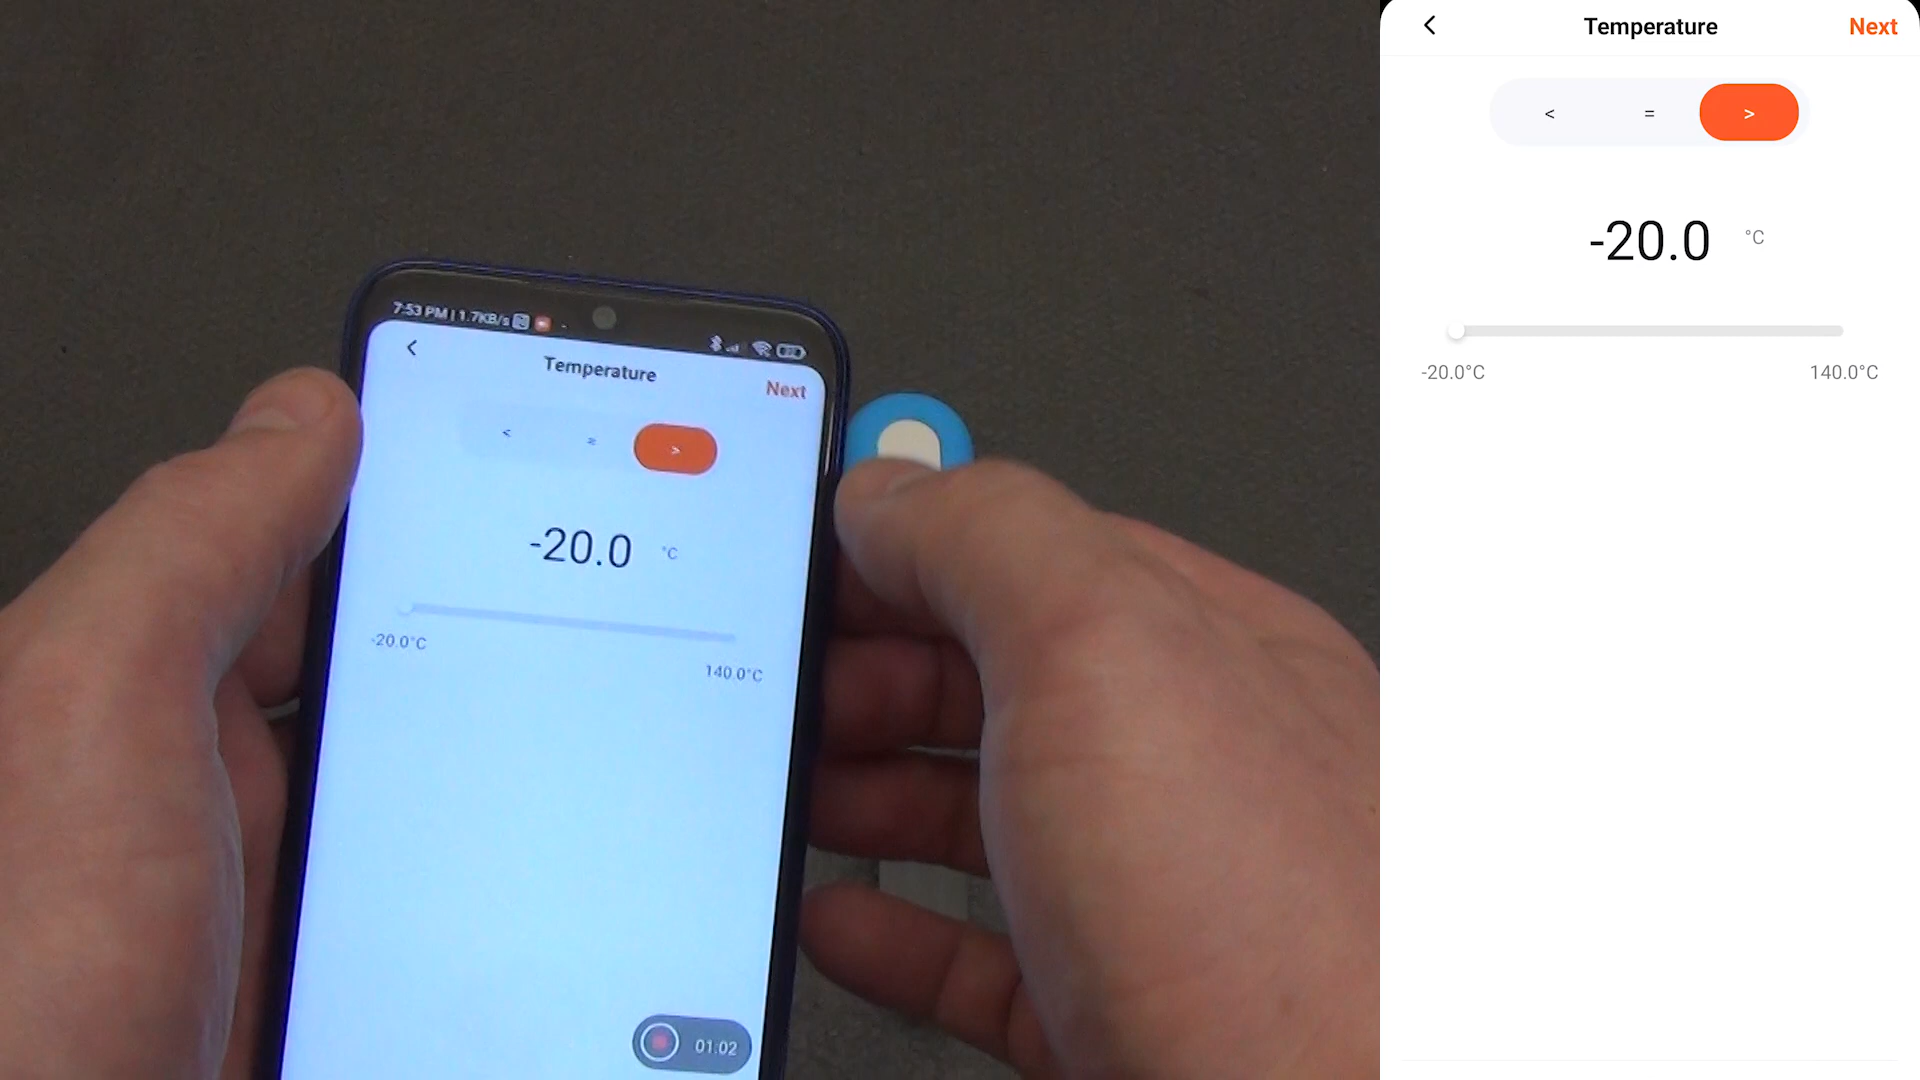 7:53 PM | 1.7KB/s
Temperature
Next
< = >
-20.0 °C
-20.0°C
140.0°C
01:02
Temperature
Next
< = >
-20.0 °C
-20.0°C
140.0°C